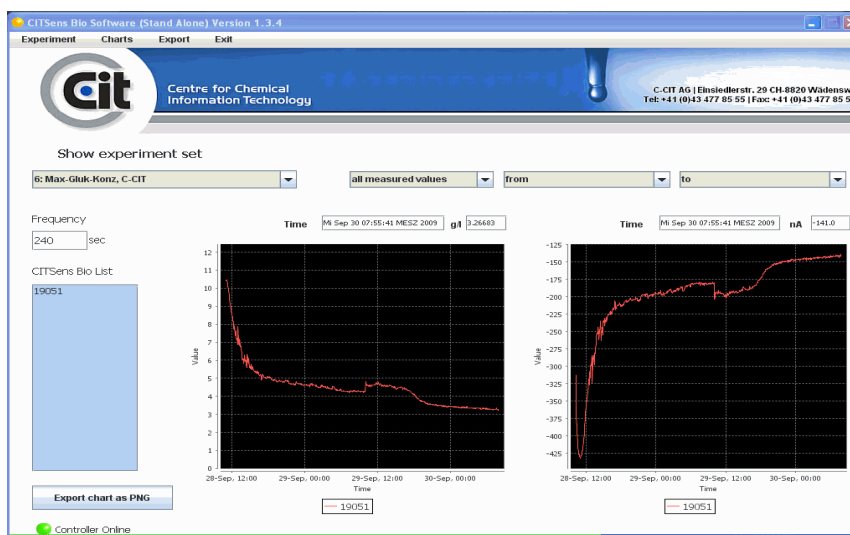 CITSens Bio Software (Stand Alone) Version 1.3.4
Experiment Charts Export Exit
Cit
Centre for Chemical
Information Technology
C-CIT AG | Einsiedlerstr. 29 CH-8820 Wädensw
Tel: +41 (0)43 477 85 55 | Fax: +41 (0)43 477 85 5
Show experiment set
6: Max-Gluk-Konz, C-CIT
all measured values
from
to
Frequency
240 sec
CITSens Bio List
19051
Export chart as PNG
Controller Online
Time Mi Sep 30 07:55:41 MESZ 2009 g/l 3.26683
12
11
10
9
8
7
6
5
4
3
2
1
0
Value
28-Sep, 12:00 29-Sep, 00:00 29-Sep, 12:00 30-Sep, 00:00
Time
19051
Time Mi Sep 30 07:55:41 MESZ 2009 nA -141.0
-125
-150
-175
-200
-225
-250
-275
-300
-325
-350
-375
-400
-425
Value
28-Sep, 12:00 29-Sep, 00:00 29-Sep, 12:00 30-Sep, 00:00
Time
19051